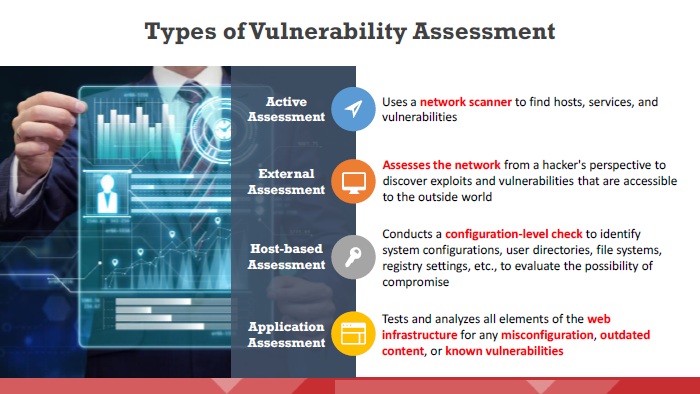 Types of Vulnerability Assessment
Active
Assessment
Uses a network scanner to find hosts, services, and
vulnerabilities
External
Assessment
Assesses the network from a hacker's perspective to
discover exploits and vulnerabilities that are accessible
to the outside world
Host-based
Assessment
Conducts a configuration-level check to identify
system configurations, user directories, file systems,
registry settings, etc., to evaluate the possibility of
compromise
Application
Assessment
Tests and analyzes all elements of the web
infrastructure for any misconfiguration, outdated
content, or known vulnerabilities